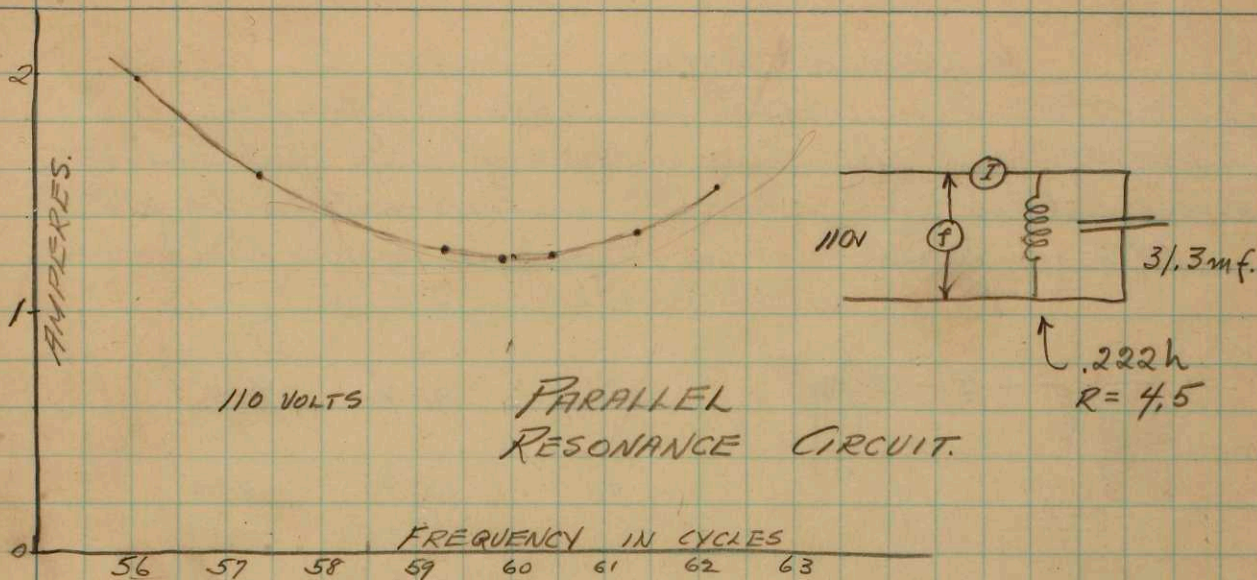 2
AMPERES.
1
0
110 VOLTS
PARALLEL
RESONANCE CIRCUIT.
FREQUENCY IN CYCLES
56 57 58 59 60 61 62 63
I
110V
f
31.3mf.
.222h
R = 4.5